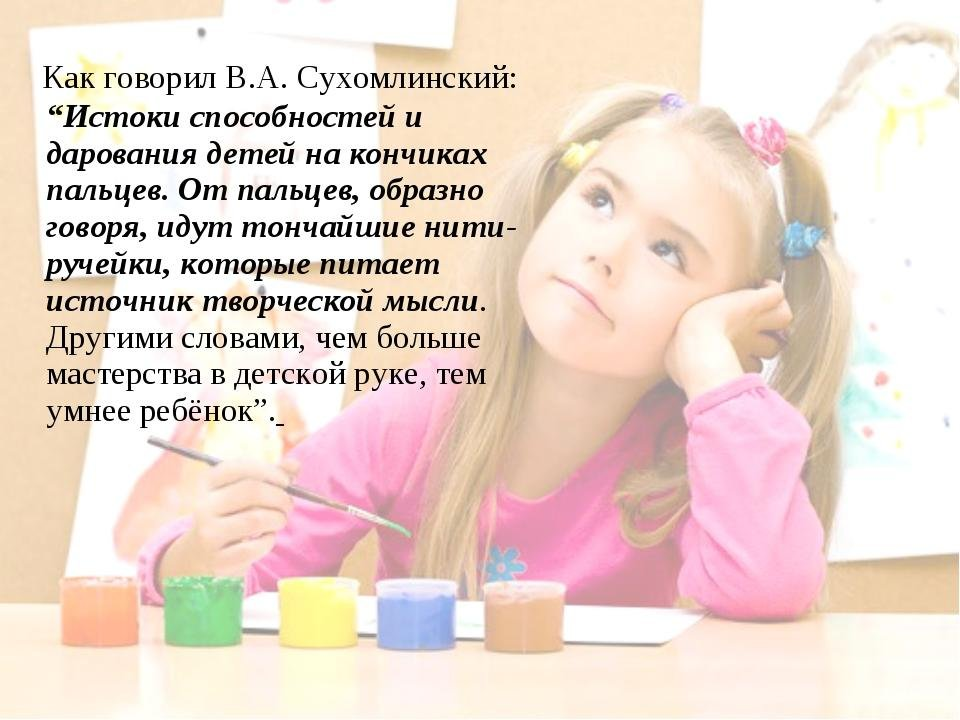 Как говорил В.А. Сухомлинский:
“Истоки способностей и
дарования детей на кончиках
пальцев. От пальцев, образно
говоря, идут тончайшие нити-
ручейки, которые питает
источник творческой мысли.
Другими словами, чем больше
мастерства в детской руке, тем
умнее ребёнок”.